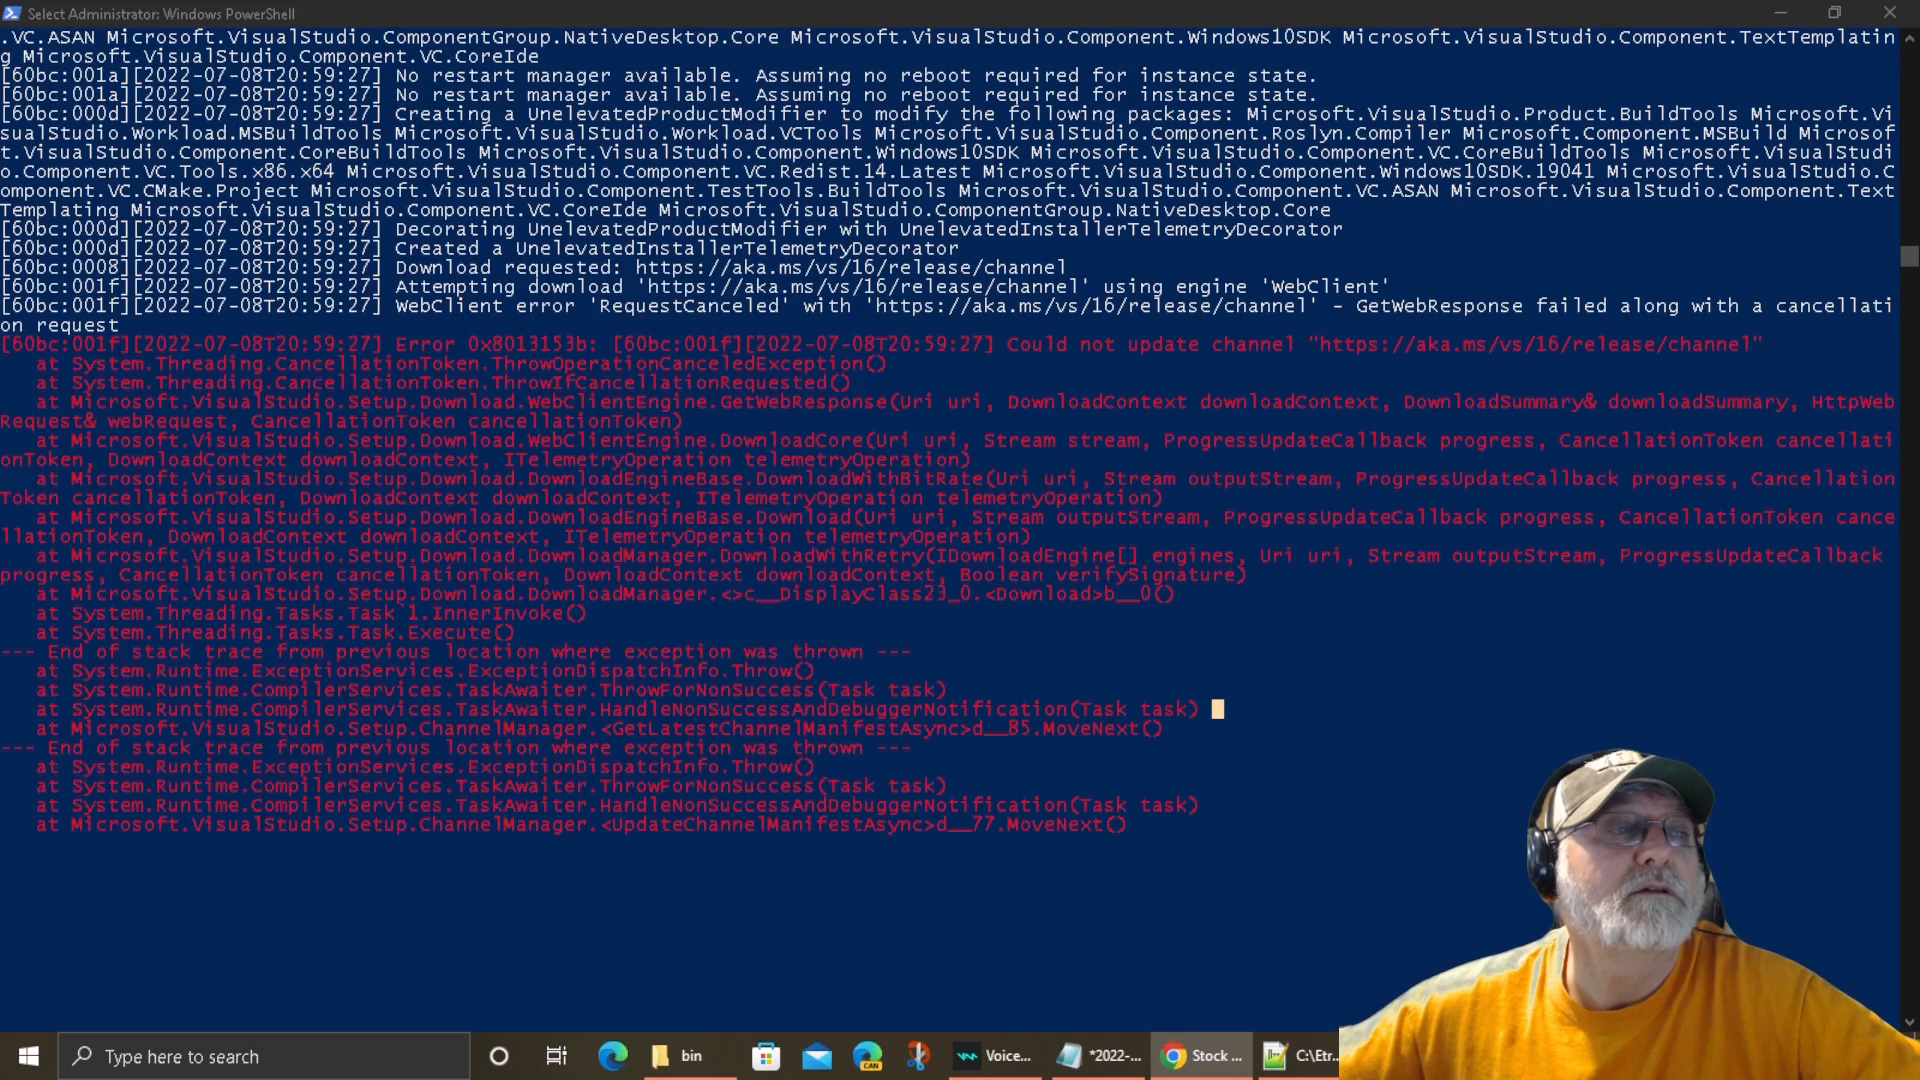 Select Administrator: Windows PowerShell
.VC.ASAN Microsoft.VisualStudio.ComponentGroup.NativeDesktop.Core Microsoft.VisualStudio.Component.Windows10SDK Microsoft.VisualStudio.Component.TextTemplatin
g Microsoft.VisualStudio.Component.VC.CoreIde
[60bc:001a][2022-07-08T20:59:27] No restart manager available. Assuming no reboot required for instance state.
[60bc:001a][2022-07-08T20:59:27] No restart manager available. Assuming no reboot required for instance state.
[60bc:000d][2022-07-08T20:59:27] Creating a UnelevatedProductModifier to modify the following packages: Microsoft.VisualStudio.Product.BuildTools Microsoft.Vi
sualStudio.Workload.MSBuildTools Microsoft.VisualStudio.Workload.VCTools Microsoft.VisualStudio.Component.Roslyn.Compiler Microsoft.Component.MSBuild Microsof
t.VisualStudio.Component.CoreBuildTools Microsoft.VisualStudio.Component.Windows10SDK Microsoft.VisualStudio.Component.VC.CoreBuildTools Microsoft.VisualStudi
o.Component.VC.Tools.x86.x64 Microsoft.VisualStudio.Component.VC.Redist.14.Latest Microsoft.VisualStudio.Component.Windows10SDK.19041 Microsoft.VisualStudio.C
omponent.VC.CMake.Project Microsoft.VisualStudio.Component.TestTools.BuildTools Microsoft.VisualStudio.Component.VC.ASAN Microsoft.VisualStudio.Component.Text
Templating Microsoft.VisualStudio.Component.VC.CoreIde Microsoft.VisualStudio.ComponentGroup.NativeDesktop.Core
[60bc:000d][2022-07-08T20:59:27] Decorating UnelevatedProductModifier with UnelevatedInstallerTelemetryDecorator
[60bc:000d][2022-07-08T20:59:27] Created a UnelevatedInstallerTelemetryDecorator
[60bc:0008][2022-07-08T20:59:27] Download requested: https://aka.ms/vs/16/release/channel
[60bc:001f][2022-07-08T20:59:27] Attempting download 'https://aka.ms/vs/16/release/channel' using engine 'WebClient'
[60bc:001f][2022-07-08T20:59:27] WebClient error 'RequestCanceled' with 'https://aka.ms/vs/16/release/channel' - GetWebResponse failed along with a cancellati
on request
[60bc:001f][2022-07-08T20:59:27] Error 0x8013153b: [60bc:001f][2022-07-08T20:59:27] Could not update channel "https://aka.ms/vs/16/release/channel"
at System.Threading.CancellationToken.ThrowOperationCanceledException()
at System.Threading.CancellationToken.ThrowIfCancellationRequested()
at Microsoft.VisualStudio.Setup.Download.WebClientEngine.GetWebResponse(Uri uri, DownloadContext downloadContext, DownloadSummary& downloadSummary, HttpWeb
Request& webRequest, CancellationToken cancellationToken)
at Microsoft.VisualStudio.Setup.Download.WebClientEngine.DownloadCore(Uri uri, Stream stream, ProgressUpdateCallback progress, CancellationToken cancellati
onToken, DownloadContext downloadContext, ITelemetryOperation telemetryOperation)
at Microsoft.VisualStudio.Setup.Download.DownloadEngineBase.DownloadWithBitRate(Uri uri, Stream outputStream, ProgressUpdateCallback progress, Cancellation
Token cancellationToken, DownloadContext downloadContext, ITelemetryOperation telemetryOperation)
at Microsoft.VisualStudio.Setup.Download.DownloadEngineBase.Download(Uri uri, Stream outputStream, ProgressUpdateCallback progress, CancellationToken cance
llationToken, DownloadContext downloadContext, ITelemetryOperation telemetryOperation)
at Microsoft.VisualStudio.Setup.Download.DownloadManager.DownloadWithRetry(IDownloadEngine[] engines, Uri uri, Stream outputStream, ProgressUpdateCallback
progress, CancellationToken cancellationToken, DownloadContext downloadContext, Boolean verifySignature)
at Microsoft.VisualStudio.Setup.Download.DownloadManager.<>c__DisplayClass23_0.<Download>b__0()
at System.Threading.Tasks.Task`1.InnerInvoke()
at System.Threading.Tasks.Task.Execute()
--- End of stack trace from previous location where exception was thrown ---
at System.Runtime.ExceptionServices.ExceptionDispatchInfo.Throw()
at System.Runtime.CompilerServices.TaskAwaiter.ThrowForNonSuccess(Task task)
at System.Runtime.CompilerServices.TaskAwaiter.HandleNonSuccessAndDebuggerNotification(Task task)
at Microsoft.VisualStudio.Setup.ChannelManager.<GetLatestChannelManifestAsync>d__85.MoveNext()
--- End of stack trace from previous location where exception was thrown ---
at System.Runtime.ExceptionServices.ExceptionDispatchInfo.Throw()
at System.Runtime.CompilerServices.TaskAwaiter.ThrowForNonSuccess(Task task)
at System.Runtime.CompilerServices.TaskAwaiter.HandleNonSuccessAndDebuggerNotification(Task task)
at Microsoft.VisualStudio.Setup.ChannelManager.<UpdateChannelManifestAsync>d__77.MoveNext()
Type here to search bin CAN Voice... *2022-... Stock ... C:\Etr...